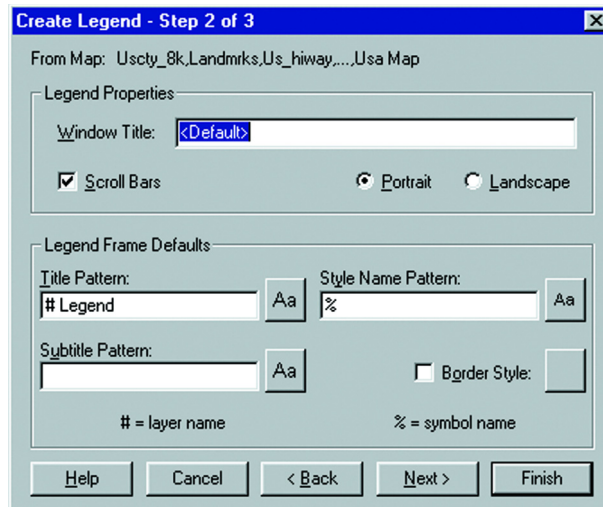 Create Legend - Step 2 of 3
From Map: Uscty_8k,Landmrks,Us_hiway,...,Usa Map
Legend Properties
Window Title: <Default>
Scroll Bars Portrait Landscape
Legend Frame Defaults
Title Pattern: Style Name Pattern:
# Legend Aa % Aa
Subtitle Pattern:
Aa Border Style:
# = layer name % = symbol name
Help Cancel < Back Next > Finish